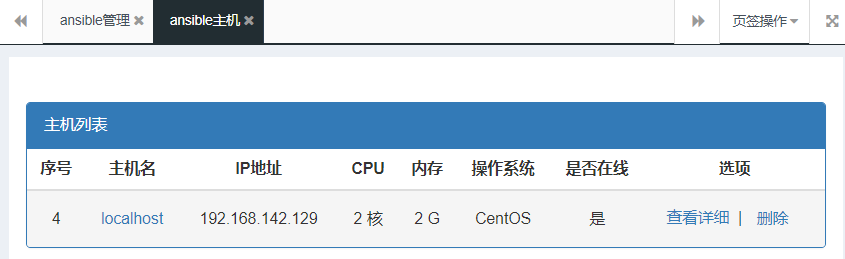 ansible管理 ansible主机 页签操作
主机列表
序号 主机名 IP地址 CPU 内存 操作系统 是否在线 选项
4 localhost 192.168.142.129 2 核 2 G CentOS 是 查看详细 | 删除